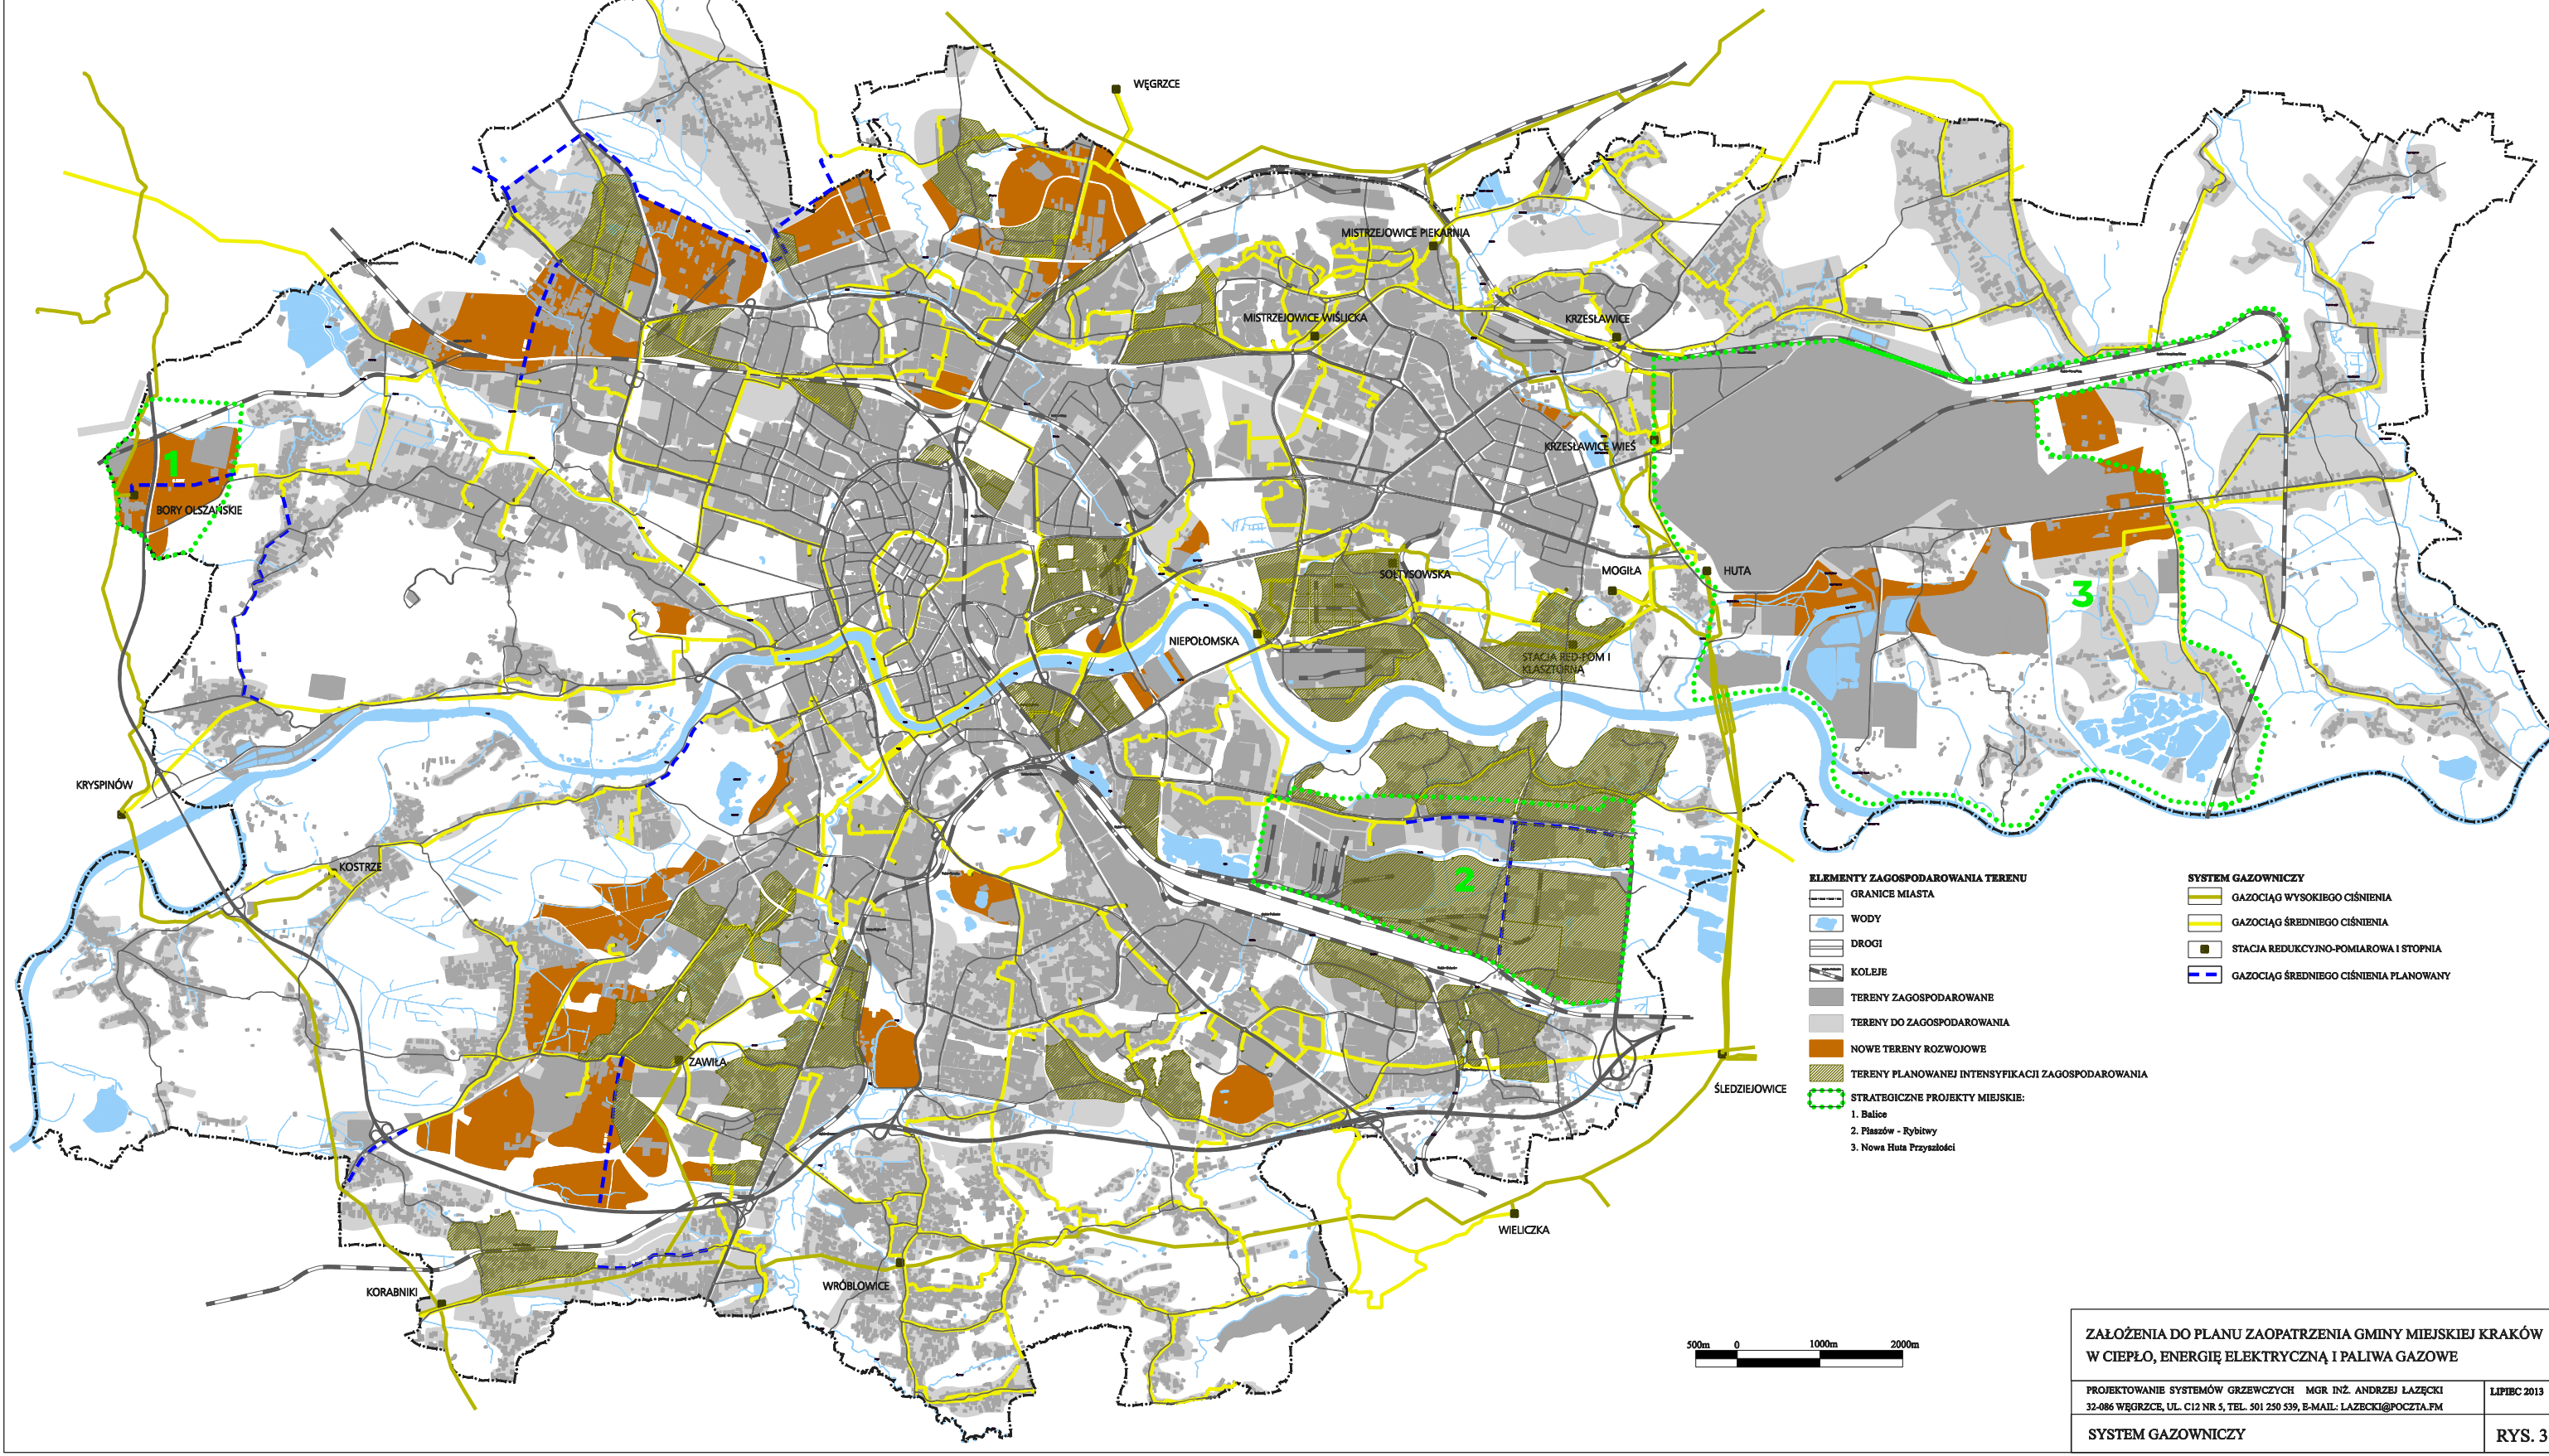 WĘGRZCE
MISTRZEJOWICE PIEKARNIA
MISTRZEJOWICE WIŚLICKA
KRZESŁAWICE
KRZESŁAWICE WIEŚ
1
BORY OLSZAŃSKIE
SOŁTYSOWSKA
MOGIŁA
HUTA
3
NIEPOŁOMSKA
STACJA RED-POM I
KLASZTORNA
KRYSPINÓW
KOSTRZE
2
ZAWIŁA
ŚLEDZIEJOWICE
WIELICZKA
WRÓBLOWICE
KORABNIKI
ELEMENTY ZAGOSPODAROWANIA TERENU
GRANICE MIASTA
WODY
DROGI
KOLEJE
TERENY ZAGOSPODAROWANE
TERENY DO ZAGOSPODAROWANIA
NOWE TERENY ROZWOJOWE
TERENY PLANOWANEJ INTENSYFIKACJI ZAGOSPODAROWANIA
STRATEGICZNE PROJEKTY MIEJSKIE:
1. Balice
2. Płaszów - Rybitwy
3. Nowa Huta Przyszłości
SYSTEM GAZOWNICZY
GAZOCIĄG WYSOKIEGO CIŚNIENIA
GAZOCIĄG ŚREDNIEGO CIŚNIENIA
STACJA REDUKCYJNO-POMIAROWA I STOPNIA
GAZOCIĄG ŚREDNIEGO CIŚNIENIA PLANOWANY
500m 0 1000m 2000m
ZAŁOŻENIA DO PLANU ZAOPATRZENIA GMINY MIEJSKIEJ KRAKÓW
W CIEPŁO, ENERGIĘ ELEKTRYCZNĄ I PALIWA GAZOWE
PROJEKTOWANIE SYSTEMÓW GRZEWCZYCH MGR INŻ. ANDRZEJ ŁAZĘCKI
32-086 WĘGRZCE, UL. C12 NR 5, TEL. 501 250 539, E-MAIL: LAZECKI@POCZTA.FM
LIPIEC 2013
SYSTEM GAZOWNICZY
RYS. 3